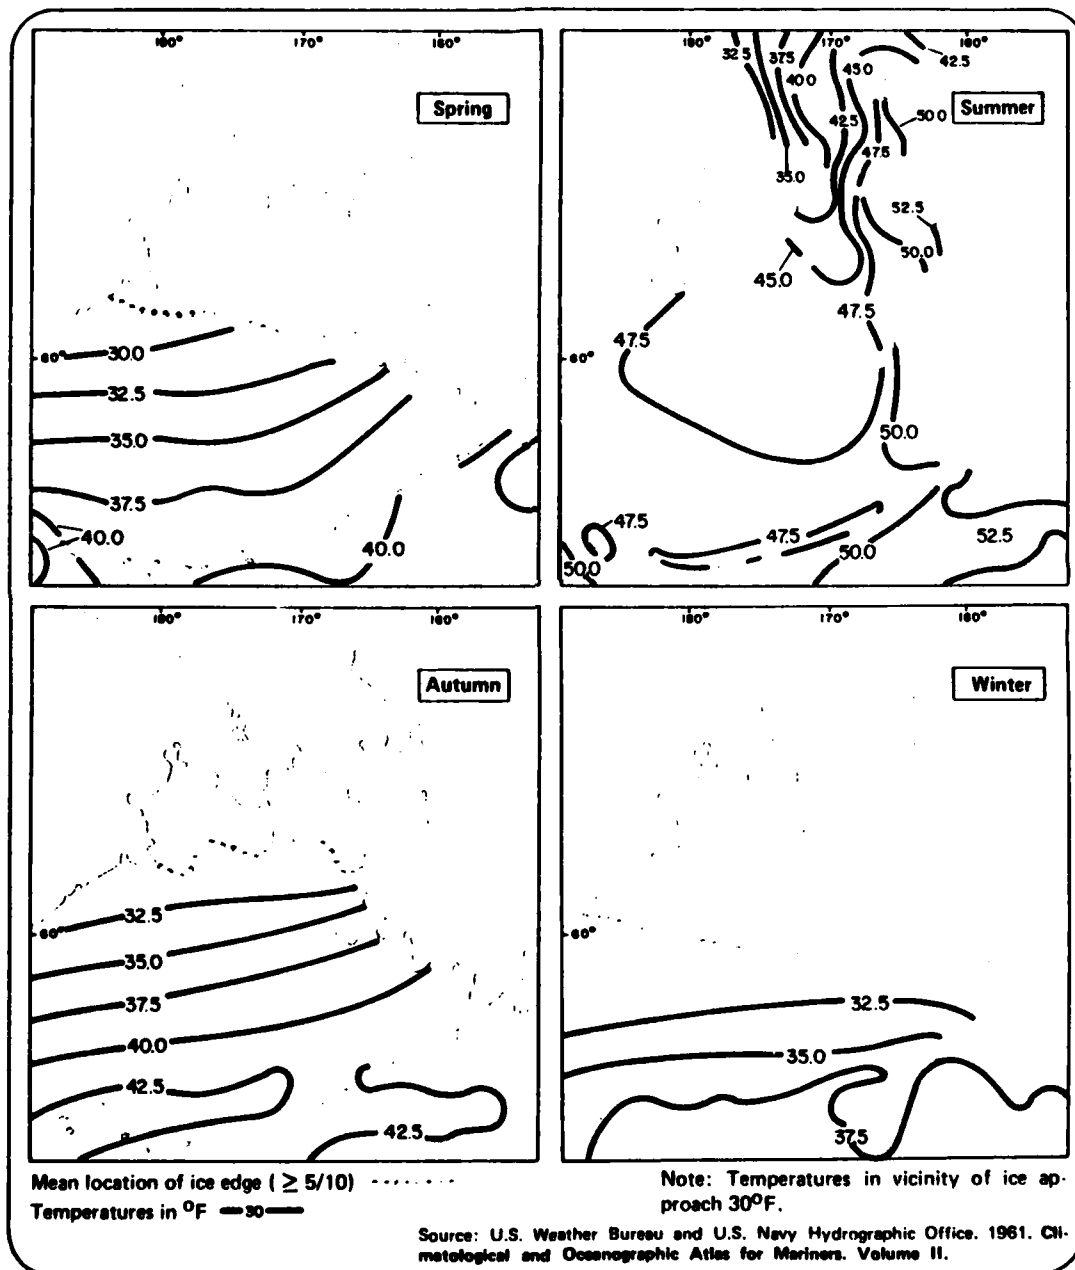 180° 170° 160°
Spring
60°
30.0
32.5
35.0
37.5
40.0
40.0
180° 170° 160°
32.5 37.5 45.0 42.5
40.0
Summer
50.0
42.5
47.5
35.0
52.5
50.0
45.0
47.5
47.5
60°
50.0
47.5
47.5
52.5
50.0
50.0
180° 170° 160°
Autumn
32.5
60°
35.0
37.5
40.0
42.5
42.5
180° 170° 160°
Winter
60°
32.5
35.0
37.5
Mean location of ice edge ( ≥ 5/10)
Temperatures in °F 30
Note: Temperatures in vicinity of ice ap-
proach 30°F.
Source: U.S. Weather Bureau and U.S. Navy Hydrographic Office. 1961. Cli-
matological and Oceanographic Atlas for Mariners. Volume II.